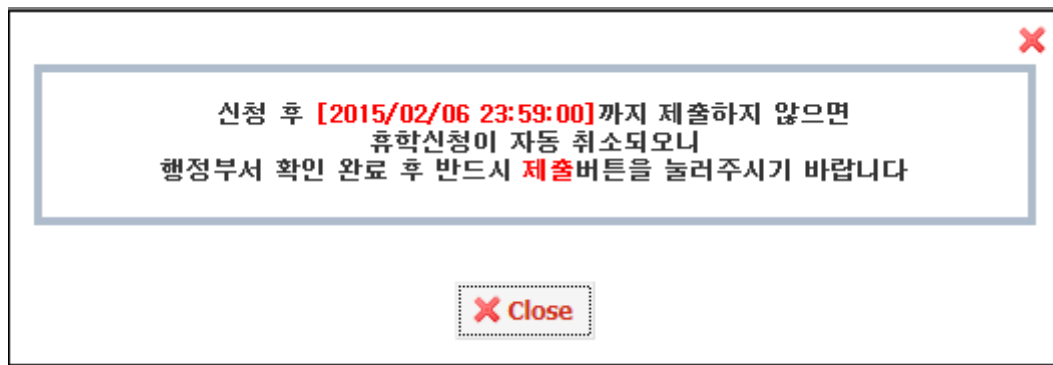 신청 후 [2015/02/06 23:59:00]까지 제출하지 않으면
휴학신청이 자동 취소되오니
행정부서 확인 완료 후 반드시 제출버튼을 눌러주시기 바랍니다
Close